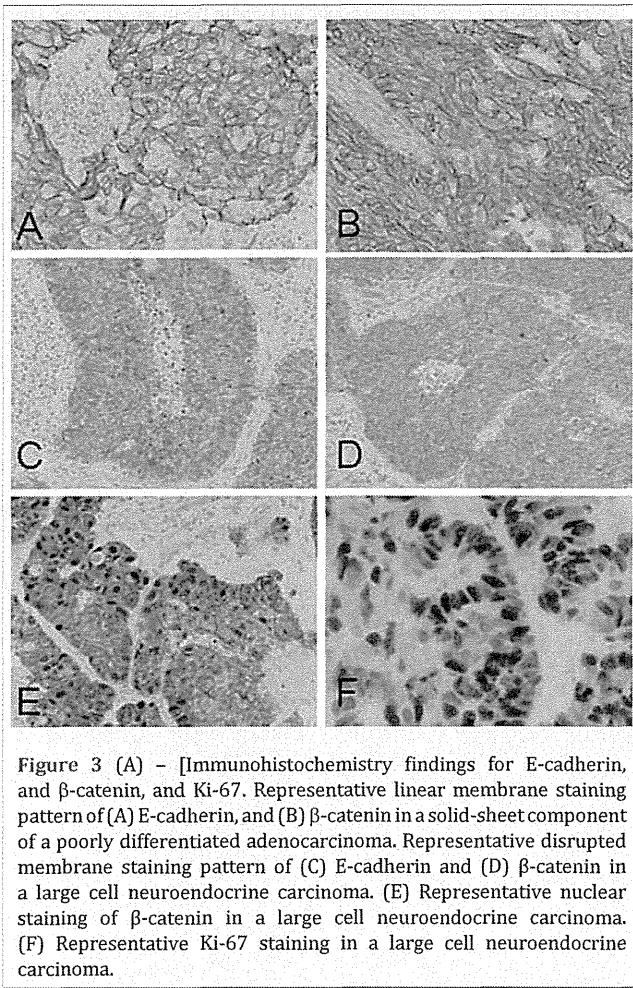 A
B
C
D
E
F
Figure 3 (A) – [Immunohistochemistry findings for E-cadherin,
and β-catenin, and Ki-67. Representative linear membrane staining
pattern of (A) E-cadherin, and (B) β-catenin in a solid-sheet component
of a poorly differentiated adenocarcinoma. Representative disrupted
membrane staining pattern of (C) E-cadherin and (D) β-catenin in
a large cell neuroendocrine carcinoma. (E) Representative nuclear
staining of β-catenin in a large cell neuroendocrine carcinoma.
(F) Representative Ki-67 staining in a large cell neuroendocrine
carcinoma.